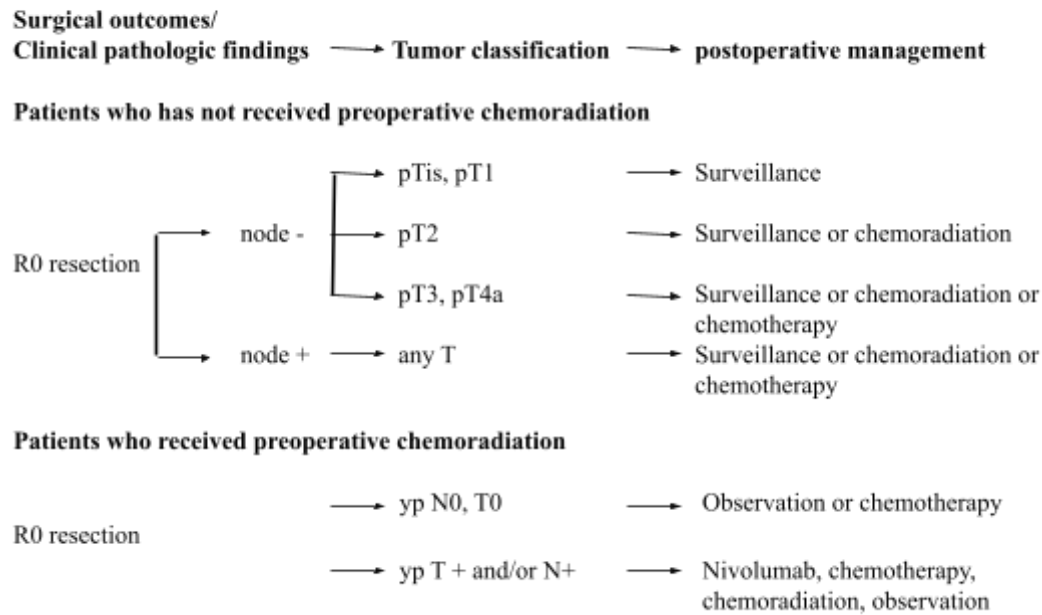 Surgical outcomes/
Clinical pathologic findings Tumor classification postoperative management
Patients who has not received preoperative chemoradiation
pTis, pT1 Surveillance
node - pT2 Surveillance or chemoradiation
R0 resection
pT3, pT4a Surveillance or chemoradiation or
chemotherapy
node + any T Surveillance or chemoradiation or
chemotherapy
Patients who received preoperative chemoradiation
yp N0, T0 Observation or chemotherapy
R0 resection
yp T + and/or N+ Nivolumab, chemotherapy,
chemoradiation, observation